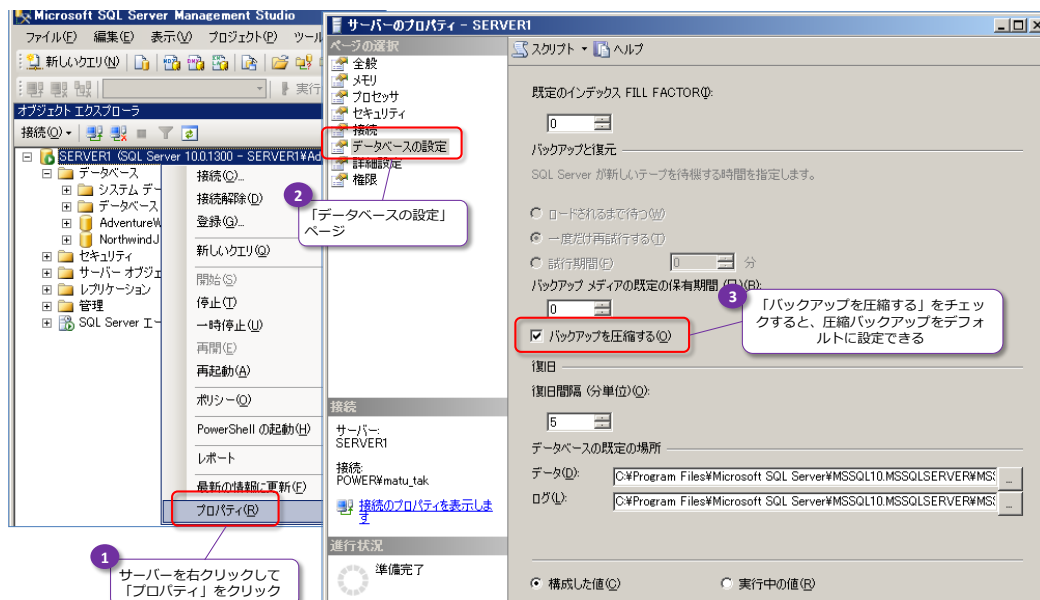 Microsoft SQL Server Management Studio
ファイル(F) 編集(E) 表示(V) プロジェクト(P) ツール
新しいクエリ(N)
実行
オブジェクト エクスプローラ
接続(O)
SERVER1 (SQL Server 10.0.1300 - SERVER1¥Ad
データベース
システム デー
データベース
AdventureW
NorthwindJ
セキュリティ
サーバー オブジェ
レプリケーション
管理
SQL Server エー
接続(C)...
接続解除(D)
登録(G)...
新しいクエリ(Q)
開始(S)
停止(T)
一時停止(U)
再開(E)
再起動(A)
ポリシー(O)
PowerShell の起動(H)
レポート
最新の情報に更新(F)
プロパティ(R)
1
サーバーを右クリックして
「プロパティ」をクリック
サーバーのプロパティ - SERVER1
ページの選択
全般
メモリ
プロセッサ
セキュリティ
接続
データベースの設定
詳細設定
権限
2
「データベースの設定」
ページ
接続
サーバー:
SERVER1
接続:
POWER¥matu_tak
接続のプロパティを表示しま
す
進行状況
準備完了
スクリプト ヘルプ
既定のインデックス FILL FACTOR(I):
0
バックアップと復元
SQL Server が新しいテープを待機する時間を指定します。
ロードされるまで待つ(W)
一度だけ再試行する(T)
試行期間(F) 0 分
バックアップ メディアの既定の保有期間 (日)(R):
0
バックアップを圧縮する(O)
3
「バックアップを圧縮する」をチェッ
クすると、圧縮バックアップをデフォ
ルトに設定できる
復旧
復旧間隔 (分単位)(O):
5
データベースの既定の場所
データ(D): C:¥Program Files¥Microsoft SQL Server¥MSSQL10.MSSQLSERVER¥MSS ...
ログ(L): C:¥Program Files¥Microsoft SQL Server¥MSSQL10.MSSQLSERVER¥MSS ...
構成した値(C) 実行中の値(R)